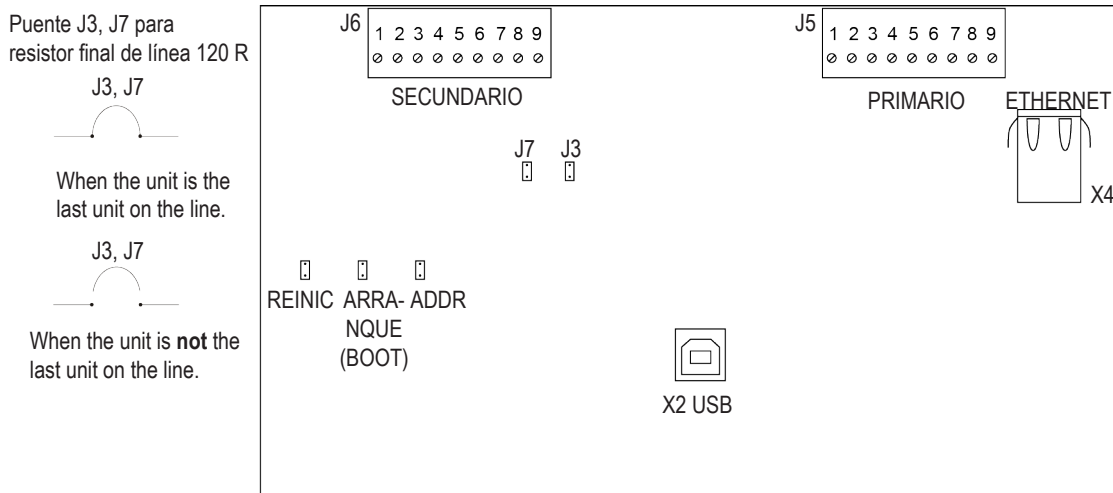 Puente J3, J7 para
resistor final de línea 120 R
J3, J7
When the unit is the
last unit on the line.
J3, J7
When the unit is not the
last unit on the line.
J6
1 2 3 4 5 6 7 8 9
SECUNDARIO
J5
1 2 3 4 5 6 7 8 9
PRIMARIO
ETHERNET
X4
J7
J3
REINIC ARRA- ADDR
NQUE
(BOOT)
X2 USB